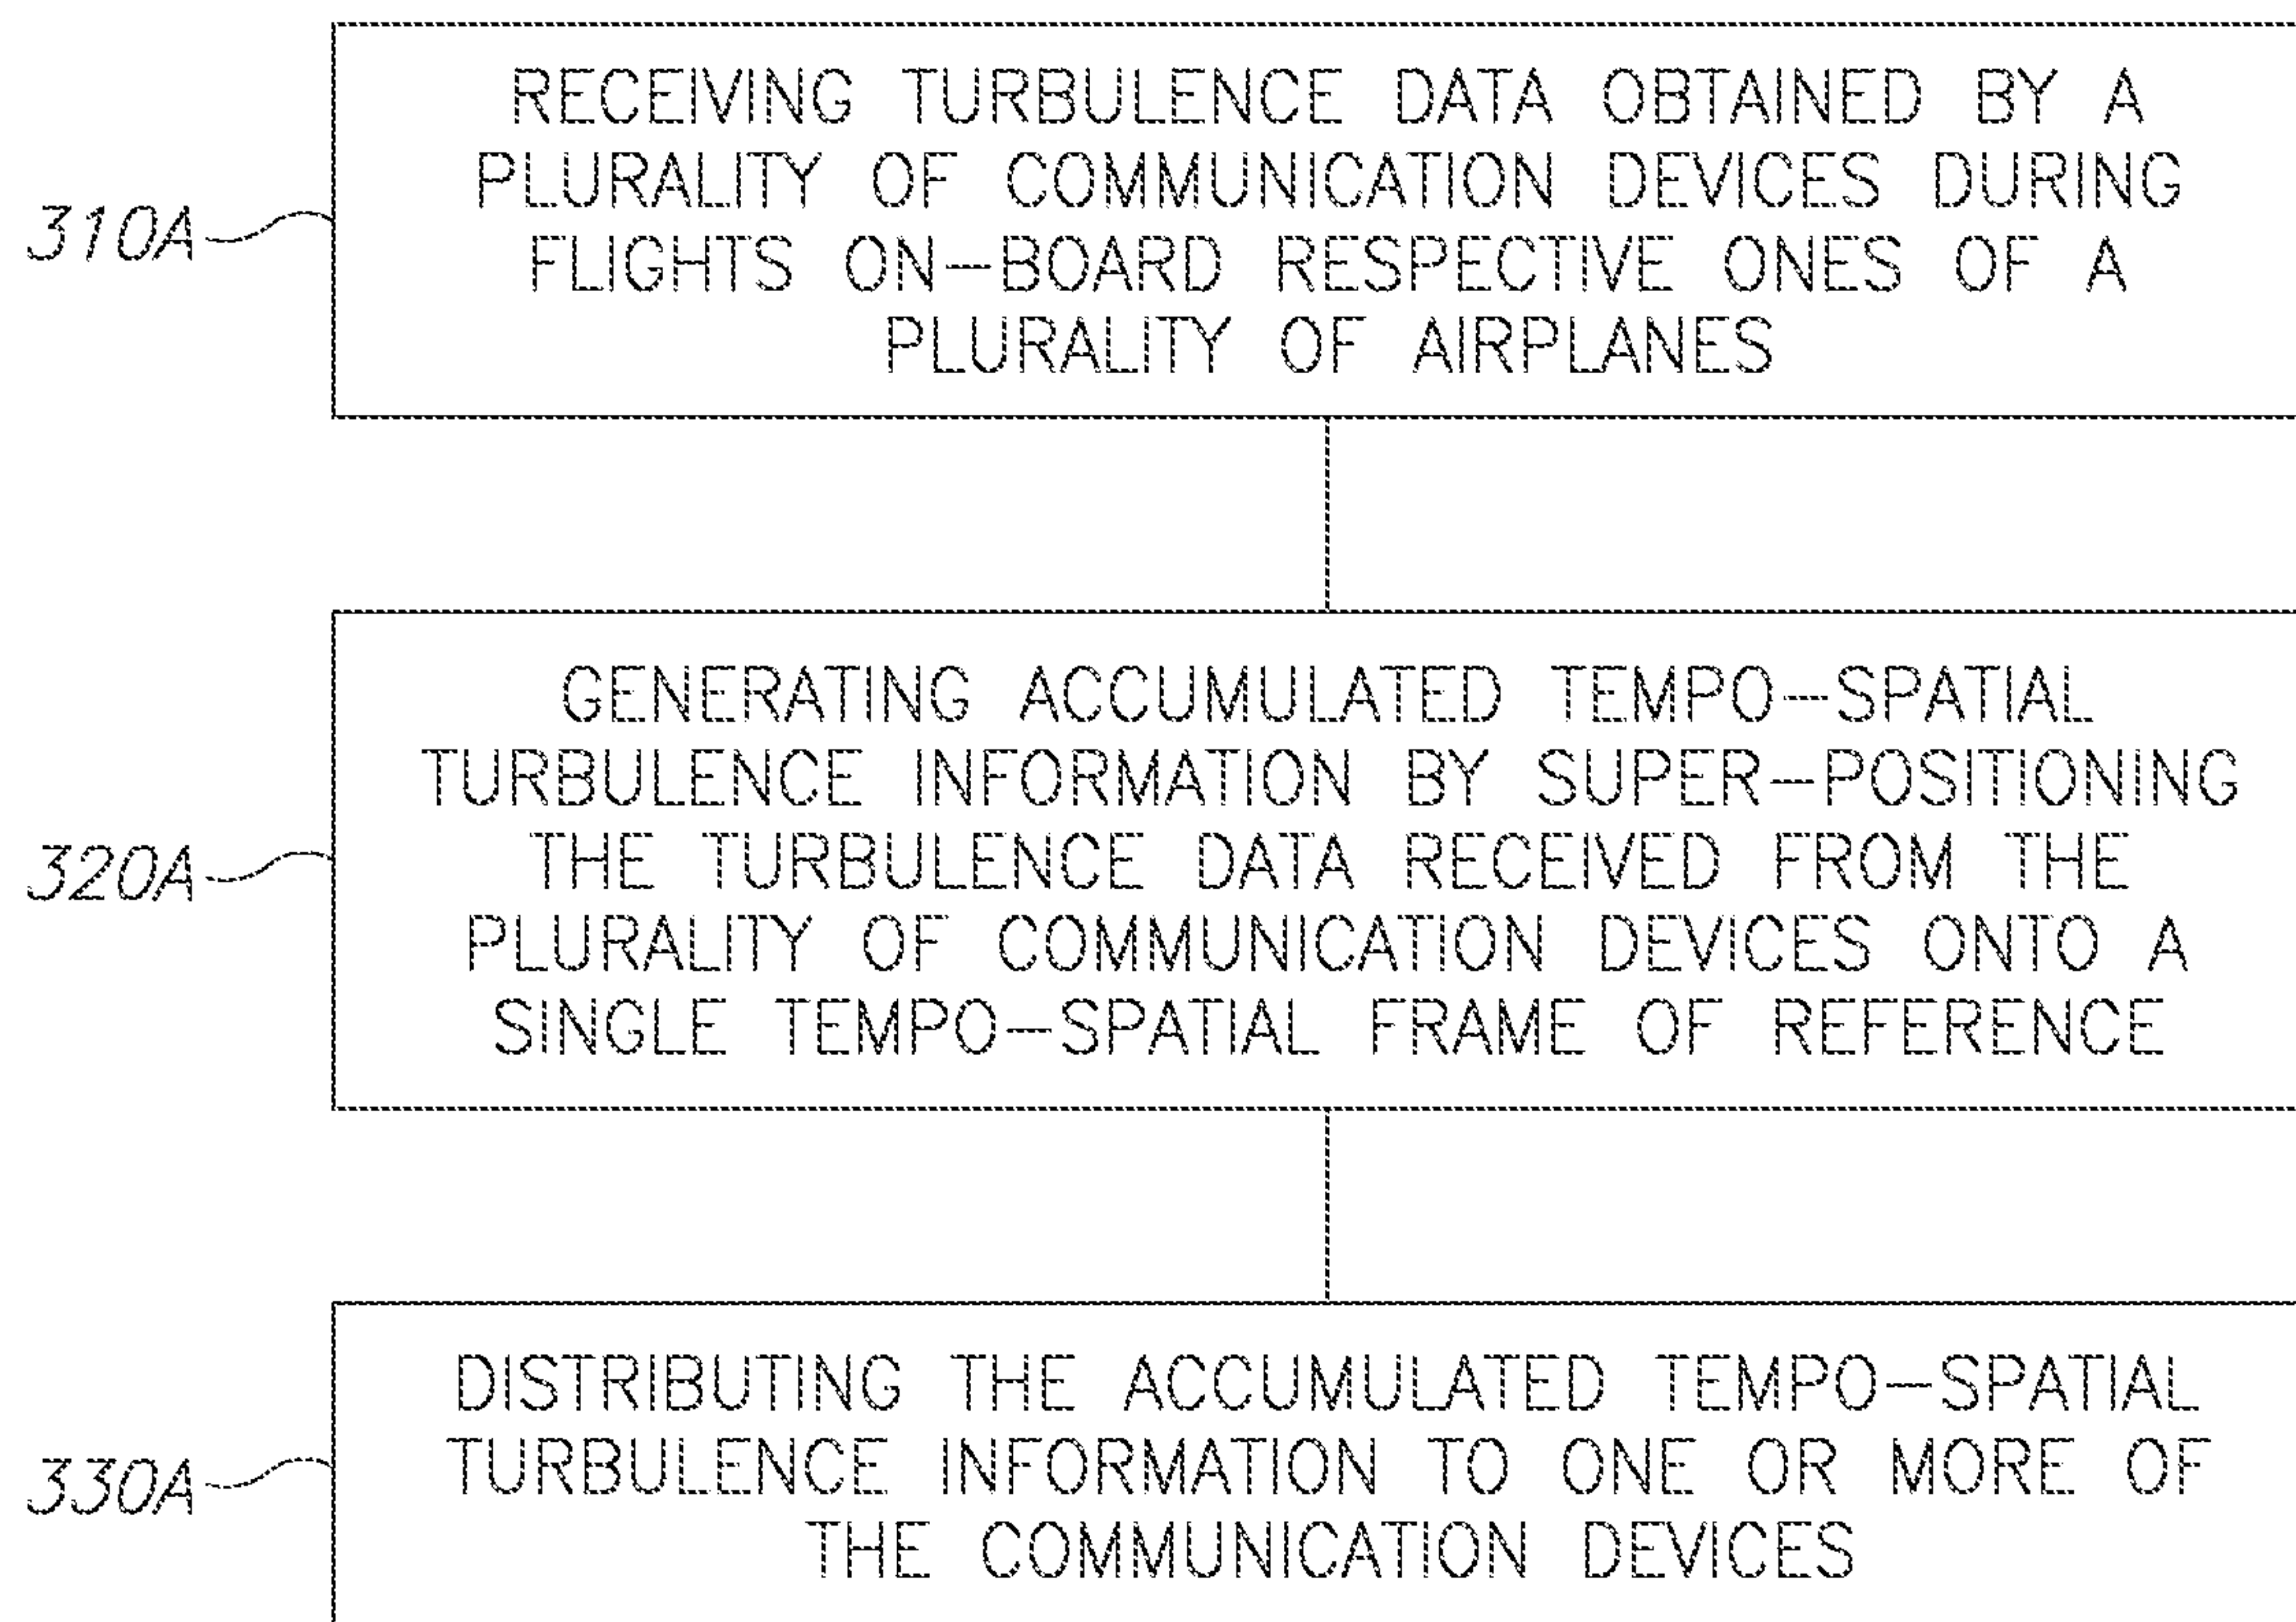 RECEIVING TURBULENCE DATA OBTAINED BY A
PLURALITY OF COMMUNICATION DEVICES DURING
310A
FLIGHTS ON-BOARD RESPECTIVE ONES OF A
PLURALITY OF AIRPLANES
GENERATING ACCUMULATED TEMPO-SPATIAL
TURBULENCE INFORMATION BY SUPER-POSITIONING
320A
THE TURBULENCE DATA RECEIVED FROM THE
PLURALITY OF COMMUNICATION DEVICES ONTO A
SINGLE TEMPO-SPATIAL FRAME OF REFERENCE
DISTRIBUTING THE ACCUMULATED TEMPO-SPATIAL
330A
TURBULENCE INFORMATION TO ONE OR MORE OF
THE COMMUNICATION DEVICES